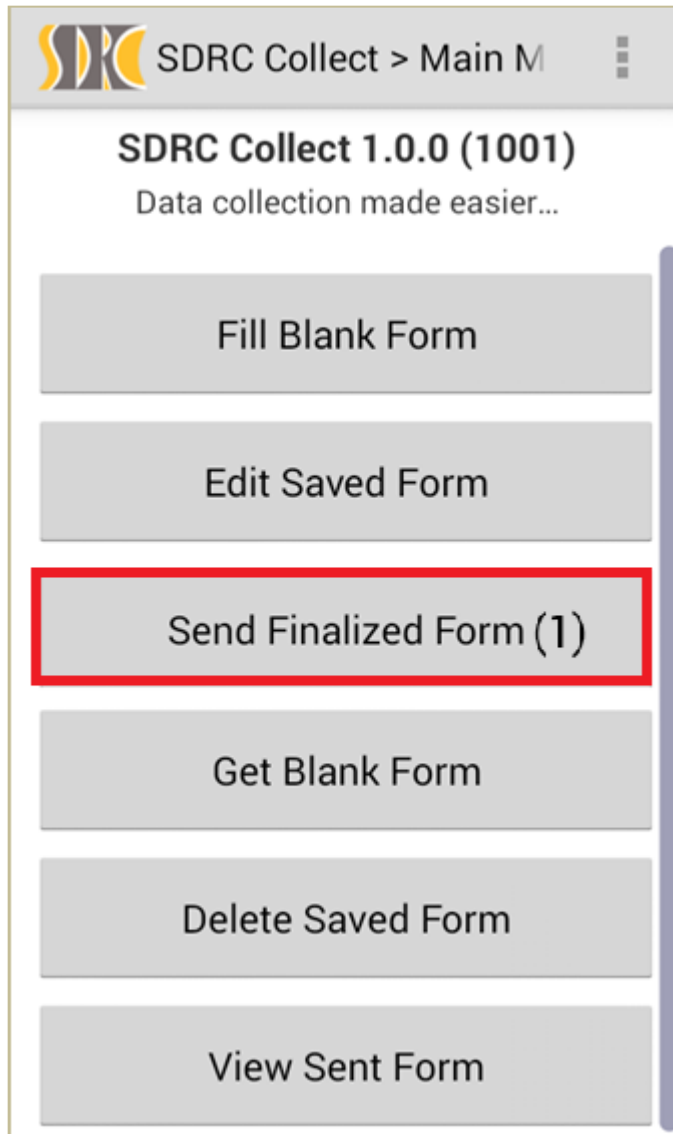 SDRC SDRC Collect > Main M
SDRC Collect 1.0.0 (1001)
Data collection made easier...
Fill Blank Form
Edit Saved Form
Send Finalized Form (1)
Get Blank Form
Delete Saved Form
View Sent Form